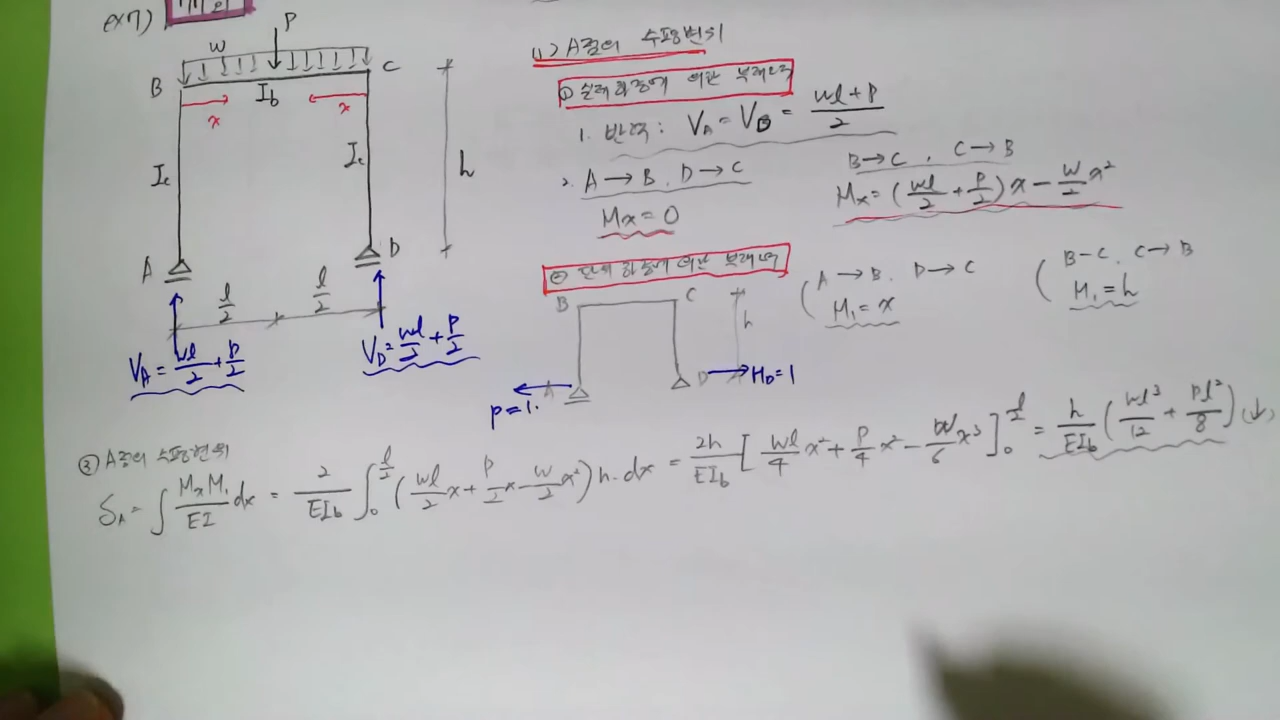 ex7)
P
w
B
C
I_b
x
x
I_c
I_c
h
A
D
l/2
l/2
V_A = wl/2 + P/2
V_D = wl/2 + P/2
(1) A점의 수평변위
① 실제 하중에 의한 부재력
1. 반력: V_A = V_D = (wl+P)/2
2. A → B, D → C
M_x = 0
B → C, C → B
M_x = (wl/2 + P/2)x - w/2 x²
② 단위 하중에 의한 부재력
B
C
h
A
D
P=1.
H_D=1
A → B, D → C
M_1 = x
B - C, C → B
M_1 = h
③ A점의 수평변위
δ_A = ∫ M_x M_1 / EI dx = 2/EI_b ∫_0^{l/2} (wl/2 x + P/2 x - w/2 x²) h·dx = 2h/EI_b [wl/4 x² + P/4 x² - w/6 x³]_0^{l/2} = h/EI_b (wl³/12 + Pl²/8) (↓)